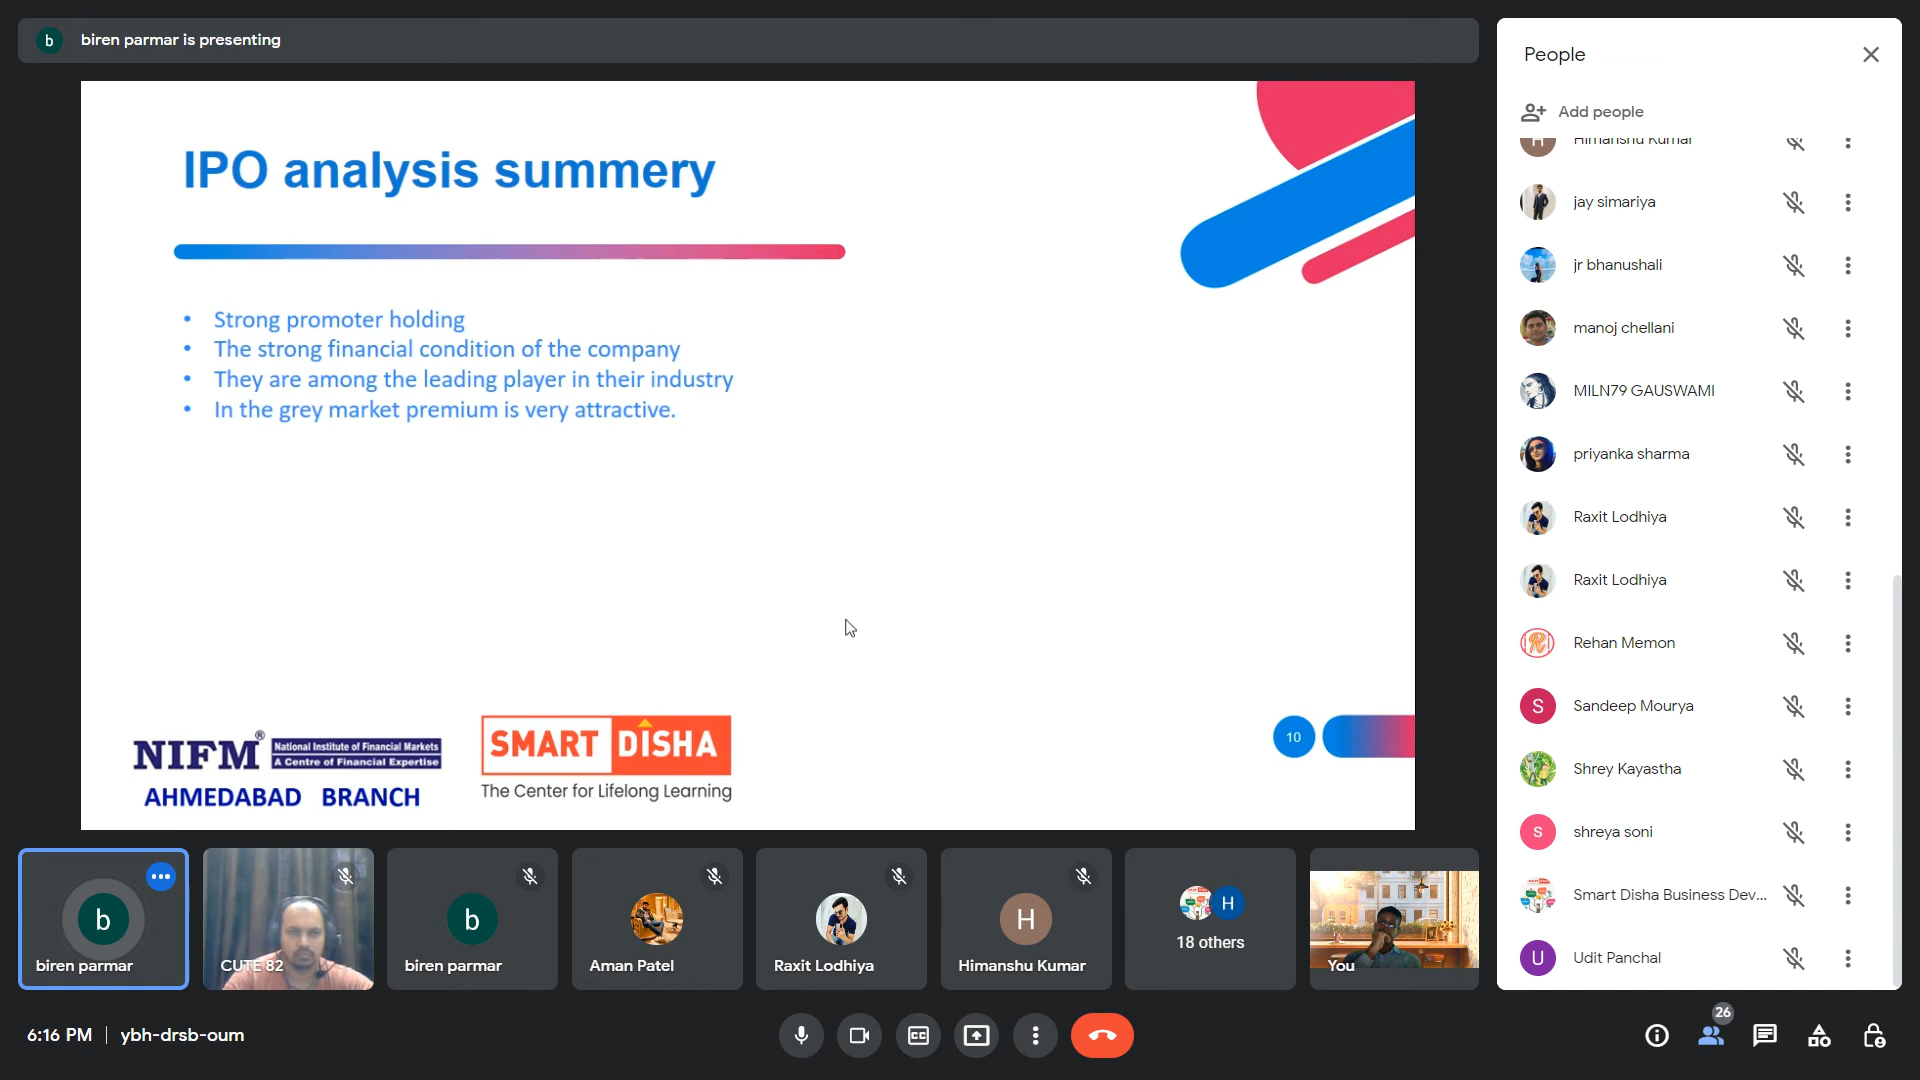 b
biren parmar is presenting
IPO analysis summery
• Strong promoter holding
• The strong financial condition of the company
• They are among the leading player in their industry
• In the grey market premium is very attractive.
NIFM®
National Institute of Financial Markets
A Centre of Financial Expertise
AHMEDABAD BRANCH
SMART DISHA
The Center for Lifelong Learning
10
People
Add people
H Himanshu Kumar
jay simariya
jr bhanushali
manoj chellani
MILN79 GAUSWAMI
priyanka sharma
Raxit Lodhiya
Raxit Lodhiya
R Rehan Memon
S Sandeep Mourya
Shrey Kayastha
s shreya soni
Smart Disha Business Dev...
U Udit Panchal
b
biren parmar
CUTE 82
b
biren parmar
Aman Patel
Raxit Lodhiya
H
Himanshu Kumar
H
18 others
You
6:16 PM | ybh-drsb-oum
CC
26